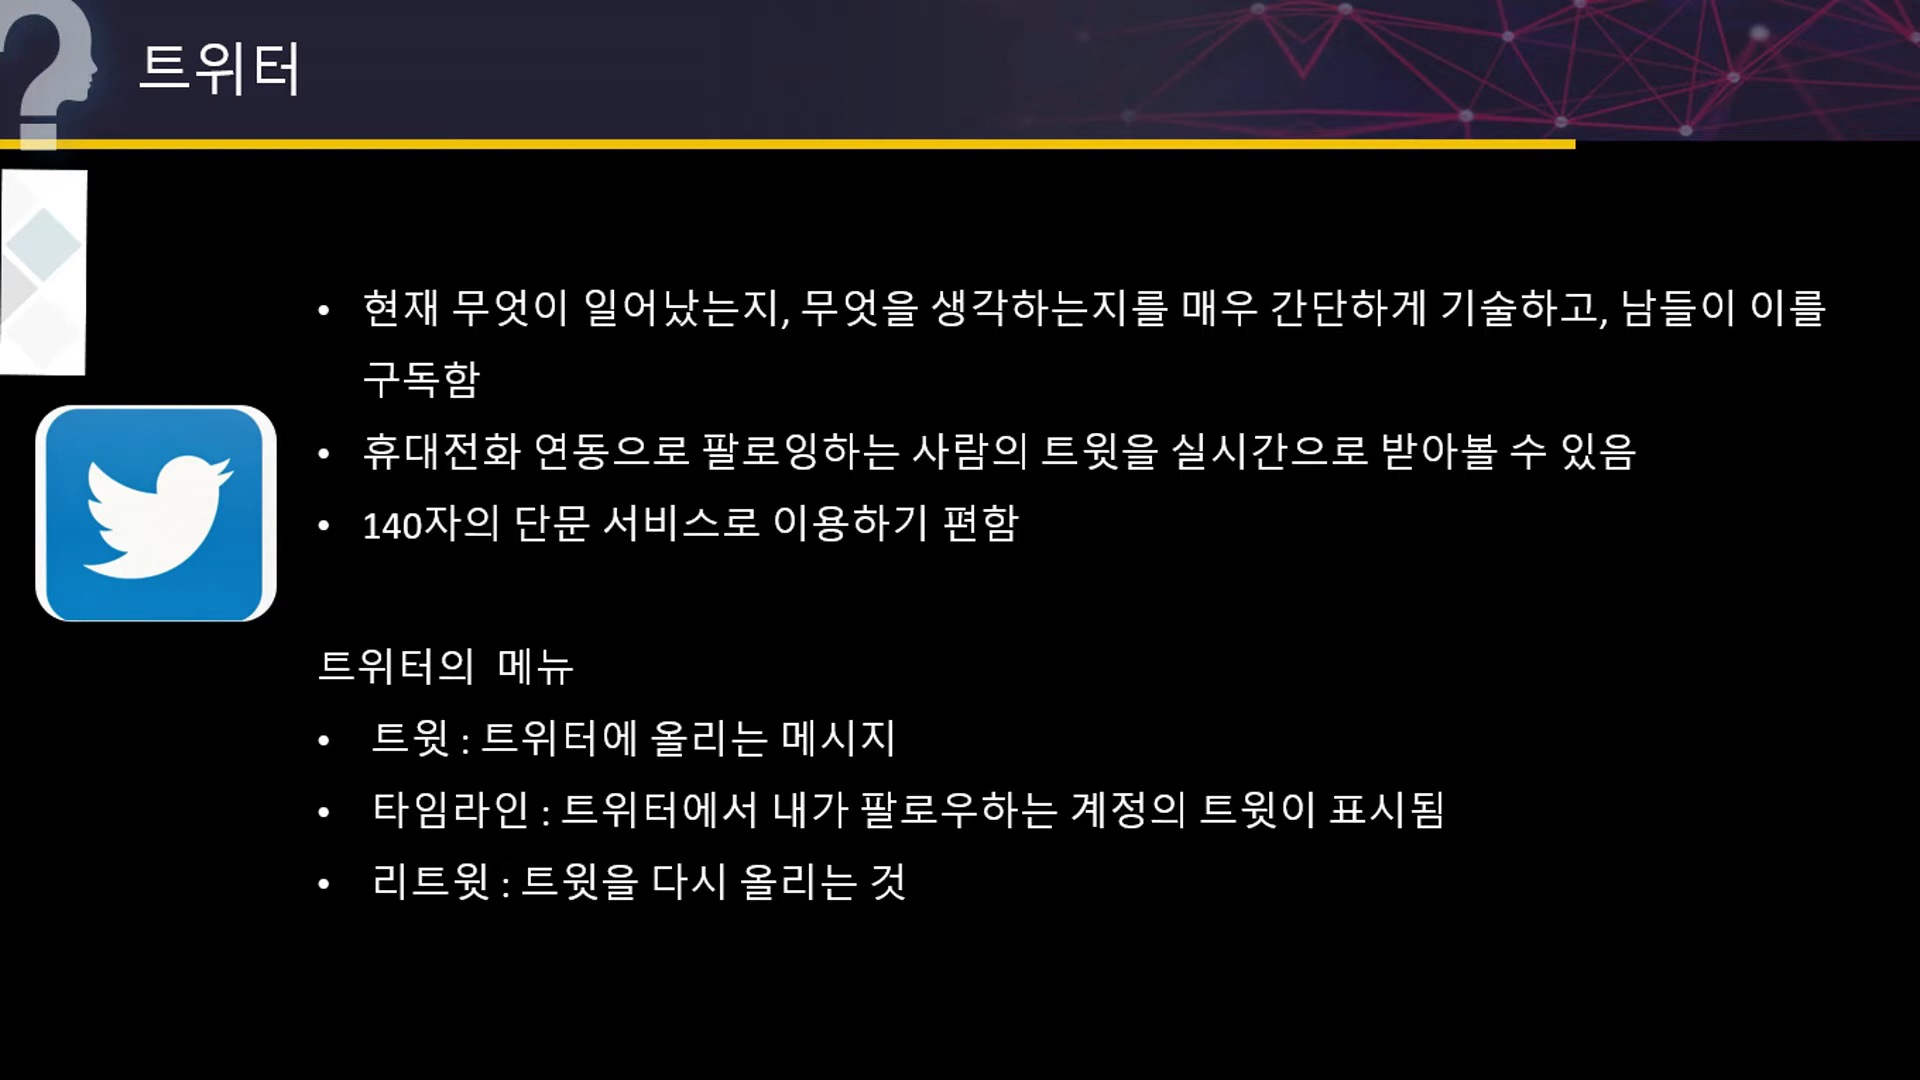 트위터
• 현재 무엇이 일어났는지, 무엇을 생각하는지를 매우 간단하게 기술하고, 남들이 이를
구독함
• 휴대전화 연동으로 팔로잉하는 사람의 트윗을 실시간으로 받아볼 수 있음
• 140자의 단문 서비스로 이용하기 편함
트위터의 메뉴
• 트윗 : 트위터에 올리는 메시지
• 타임라인 : 트위터에서 내가 팔로우하는 계정의 트윗이 표시됨
• 리트윗 : 트윗을 다시 올리는 것